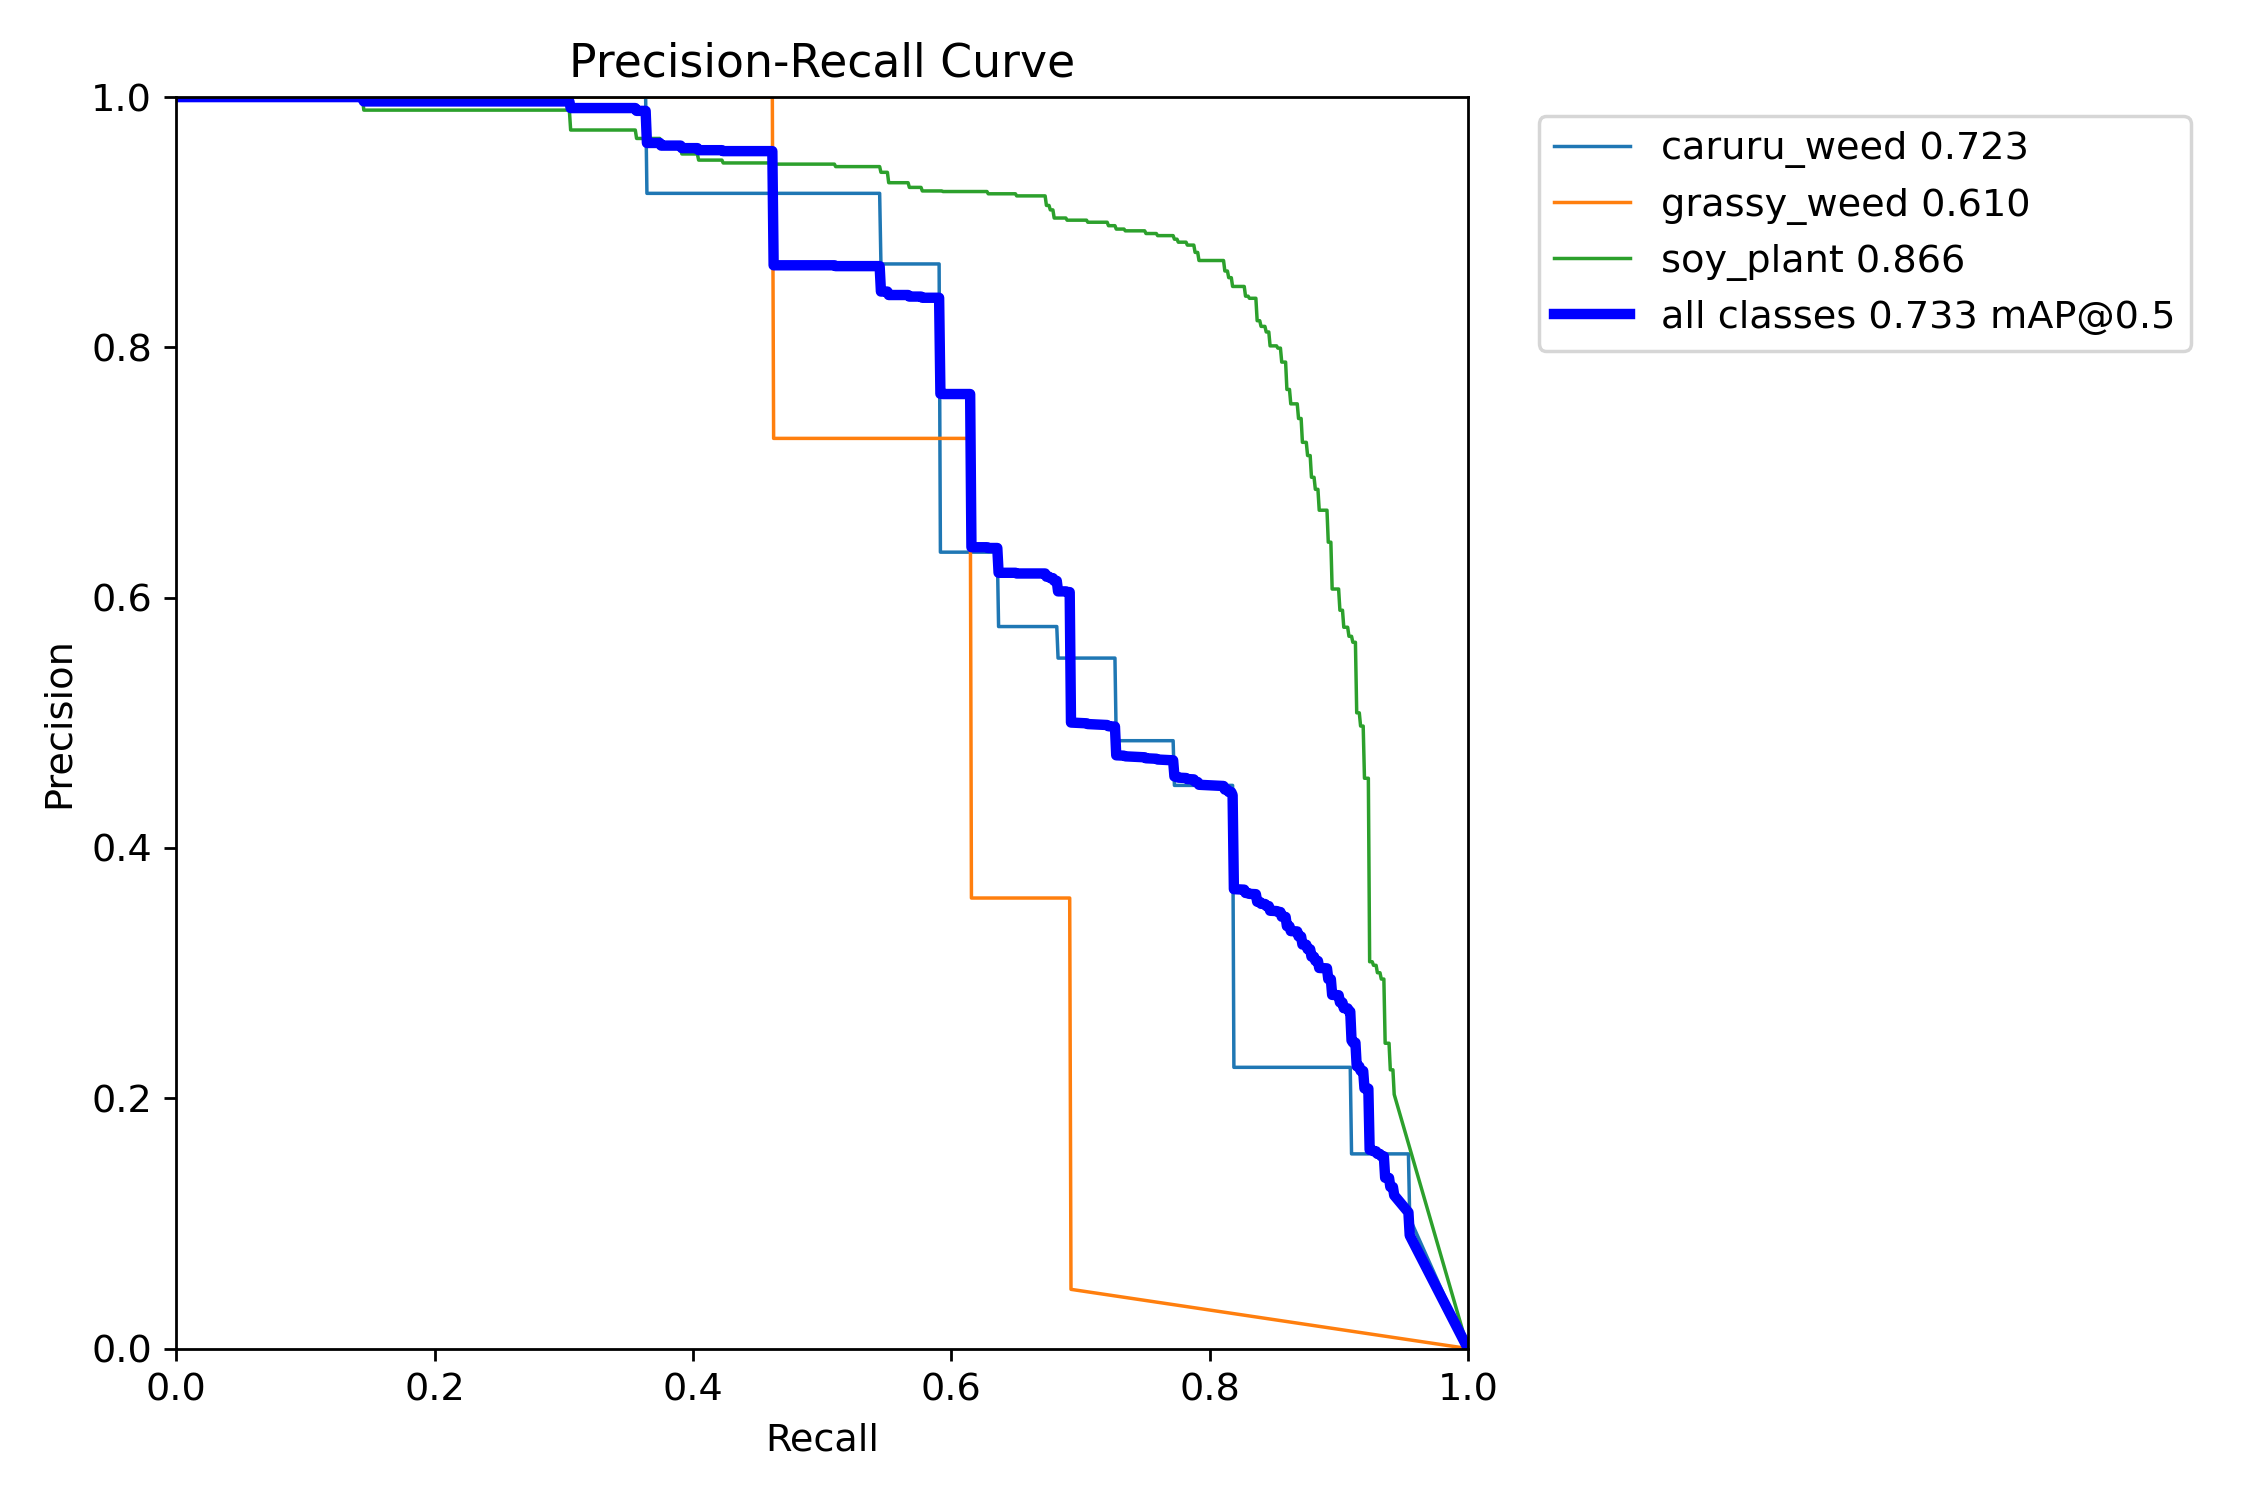 Precision-Recall Curve
1.0
0.8
0.6
0.4
0.2
0.0
Precision
0.0 0.2 0.4 0.6 0.8 1.0
Recall
caruru_weed 0.723
grassy_weed 0.610
soy_plant 0.866
all classes 0.733 mAP@0.5